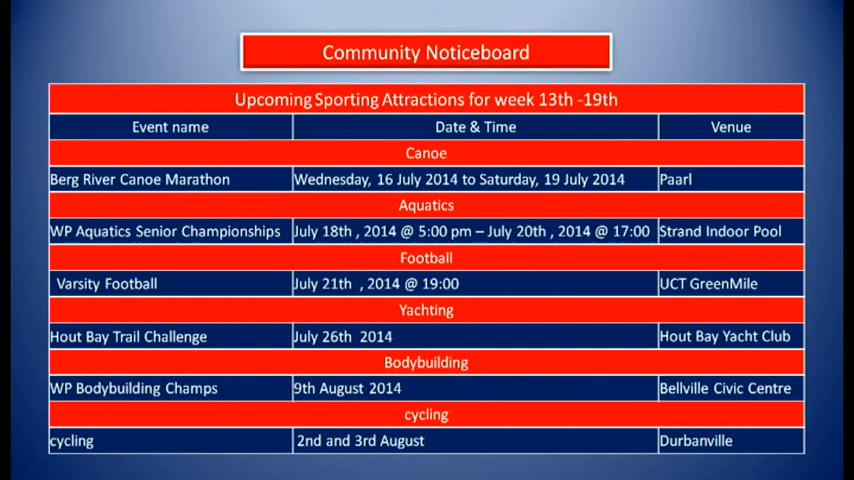 Community Noticeboard
Upcoming Sporting Attractions for week 13th -19th
Event name Date & Time Venue
Canoe
Berg River Canoe Marathon Wednesday, 16 July 2014 to Saturday, 19 July 2014 Paarl
Aquatics
WP Aquatics Senior Championships July 18th , 2014 @ 5:00 pm – July 20th , 2014 @ 17:00 Strand Indoor Pool
Football
Varsity Football July 21th , 2014 @ 19:00 UCT GreenMile
Yachting
Hout Bay Trail Challenge July 26th 2014 Hout Bay Yacht Club
Bodybuilding
WP Bodybuilding Champs 9th August 2014 Bellville Civic Centre
cycling
cycling 2nd and 3rd August Durbanville